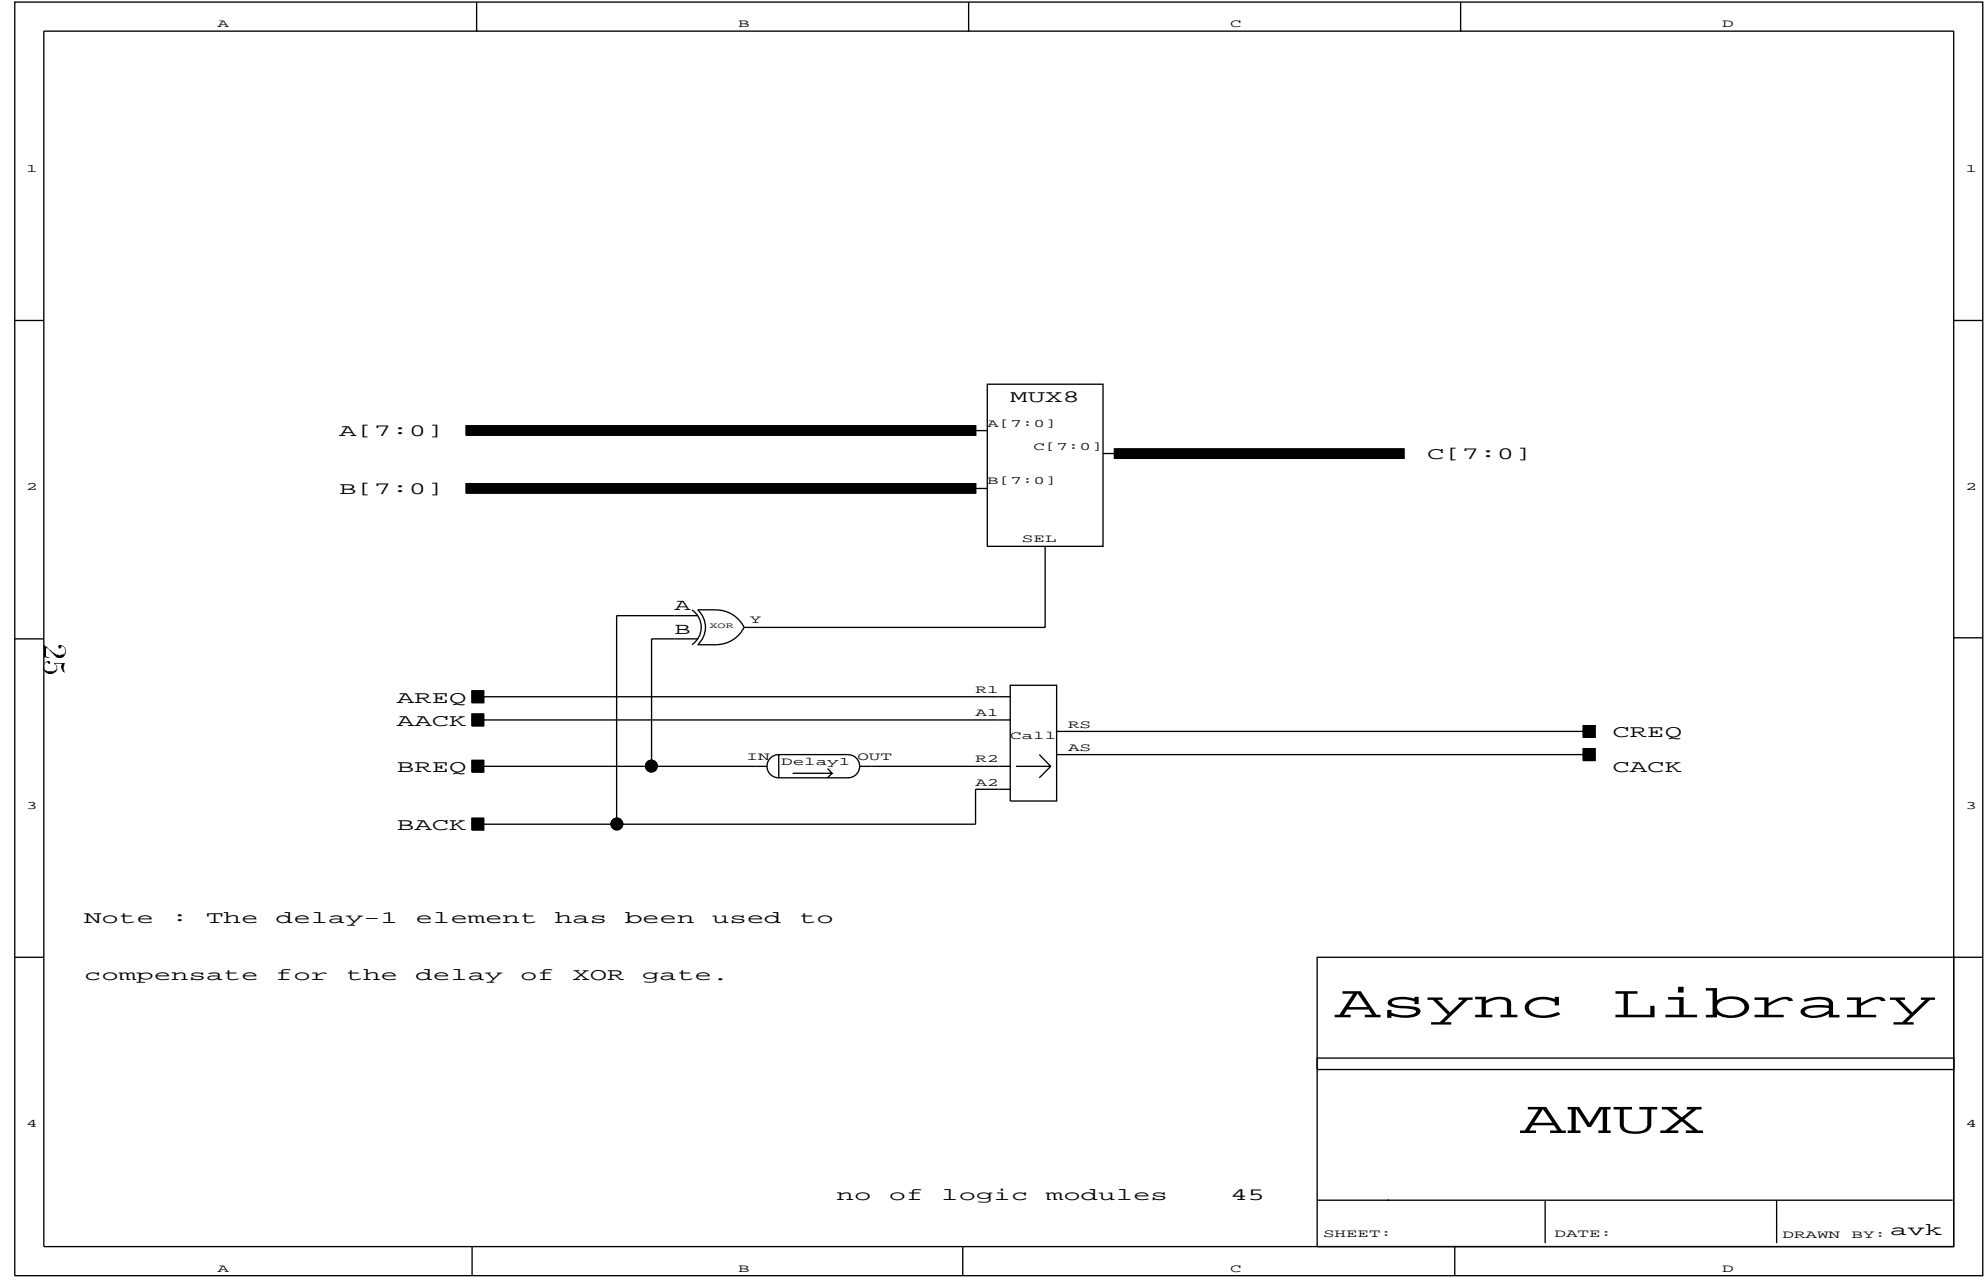 A B C D
1 1
MUX8
A[7:0] A[7:0]
C[7:0] C[7:0]
2 2
B[7:0] B[7:0]
SEL
A
XOR Y
B
25
AREQ R1
AACK A1
RS CREQ
Call
AS
BREQ IN Delay1 OUT R2 CACK
A2
3 3
BACK
Note : The delay-1 element has been used to
compensate for the delay of XOR gate.
Async Library
AMUX
4 4
no of logic modules 45
SHEET: DATE: DRAWN BY: avk
A B C D